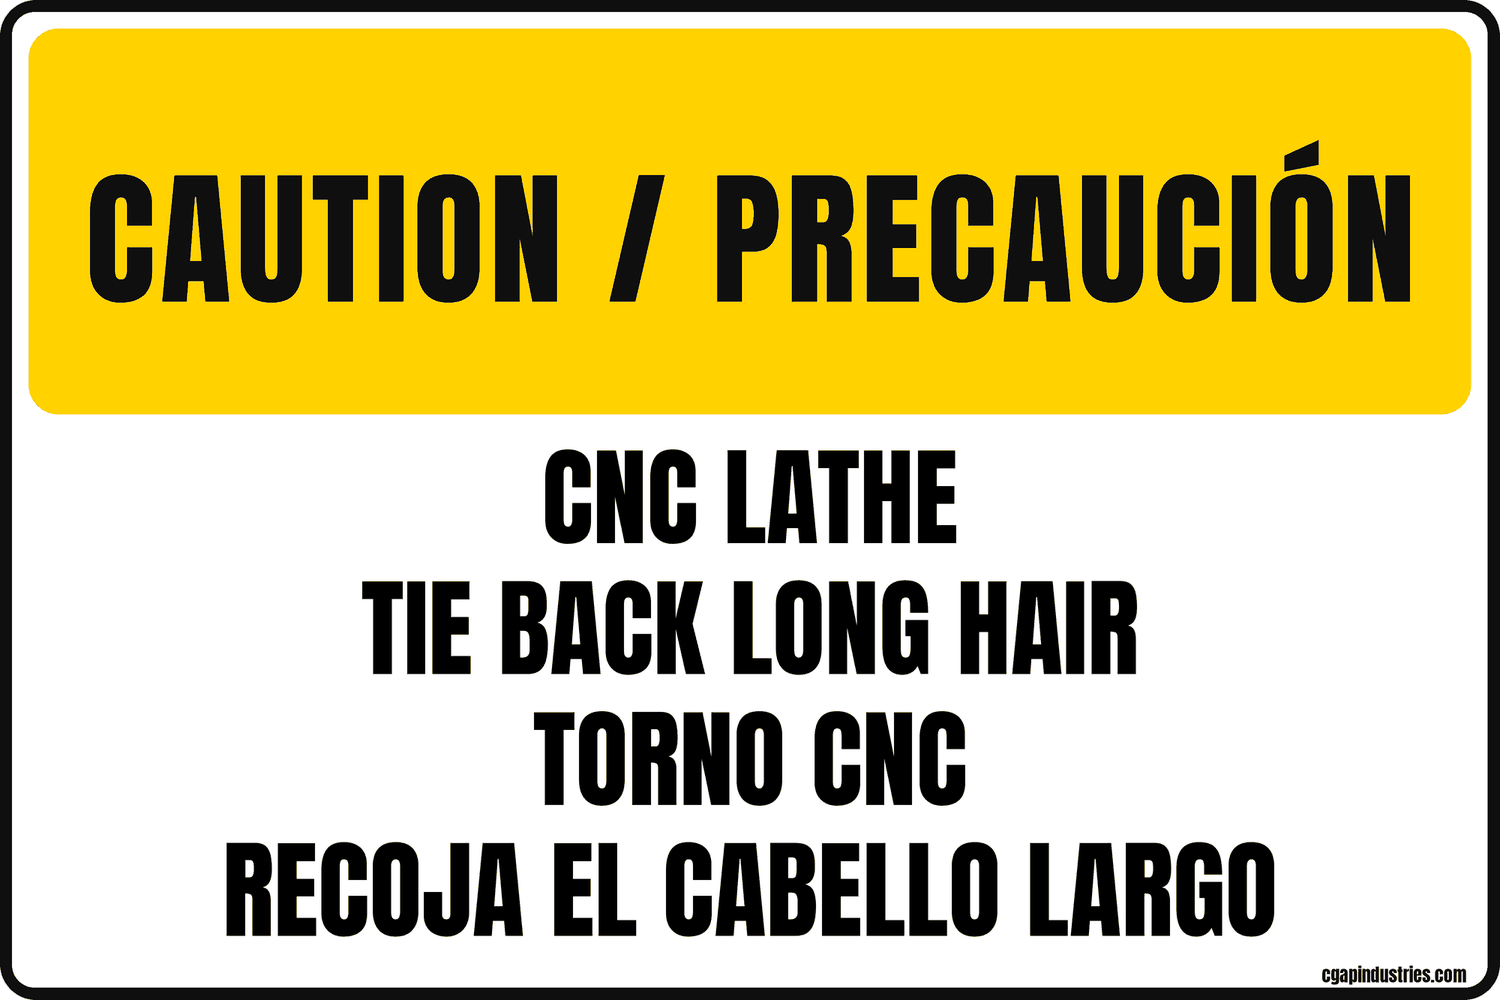 CAUTION / PRECAUCIÓN
CNC LATHE
TIE BACK LONG HAIR
TORNO CNC
RECOJA EL CABELLO LARGO
cgapindustries.com